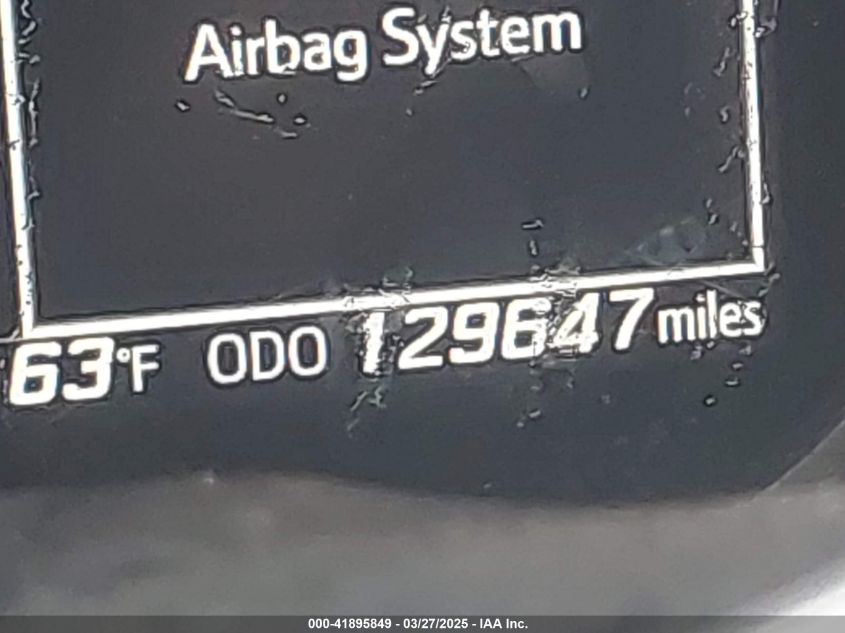 Airbag System
63°F ODO 129647 miles
000-41895849 - 03/27/2025 - IAA Inc.